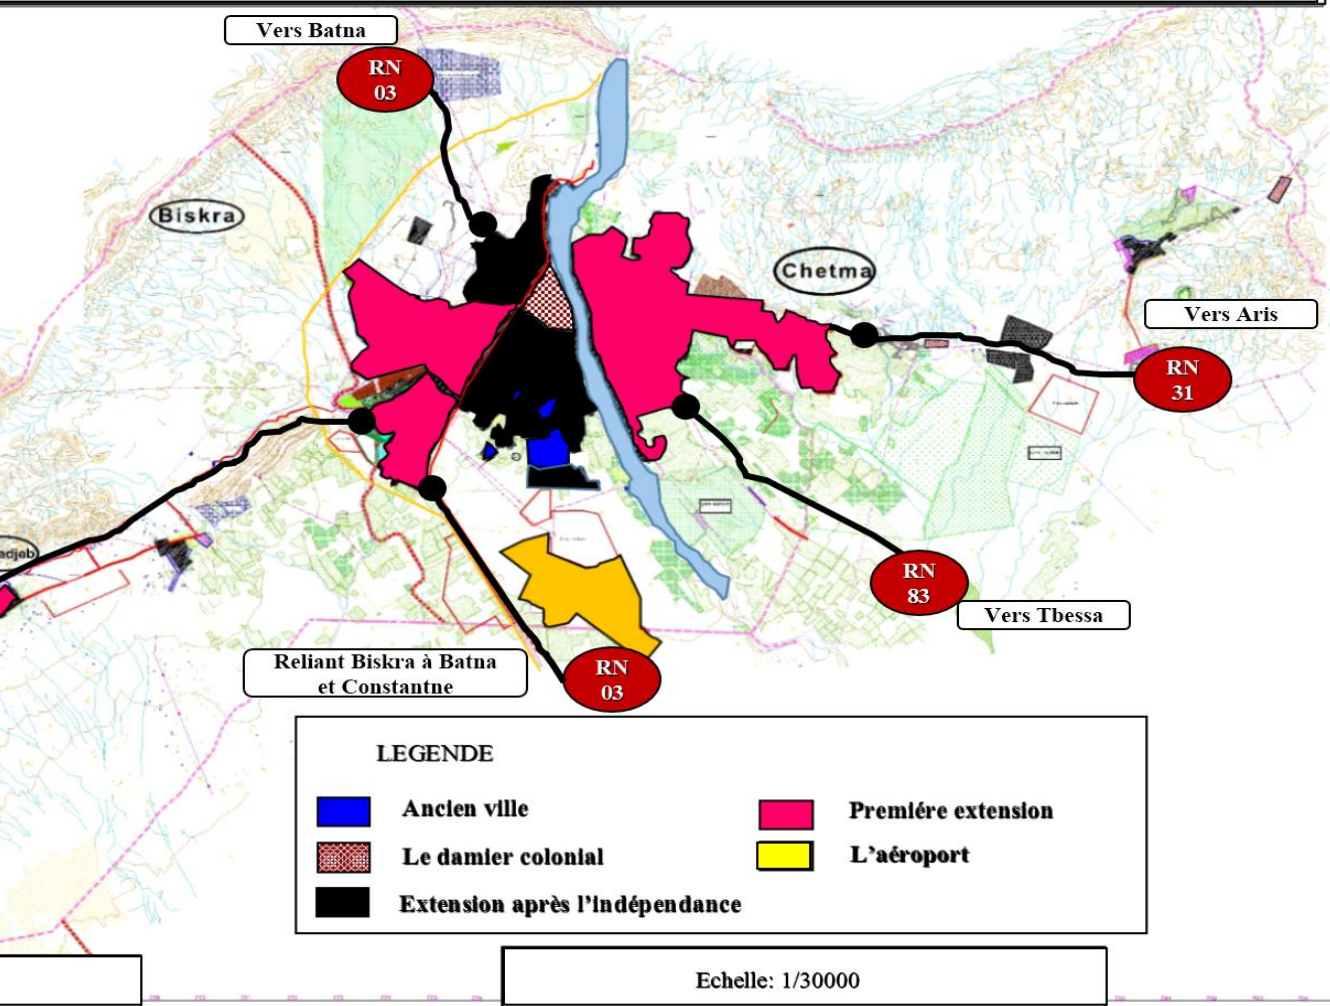 Vers Batna
RN
03
Biskra
Chetma
Vers Aris
RN
31
adjeb
RN
83
Vers Tbessa
Reliant Biskra à Batna
et Constantne
RN
03
LEGENDE
Ancien ville
Le damier colonial
Extension après l’indépendance
Premiére extension
L’aéroport
Echelle: 1/30000